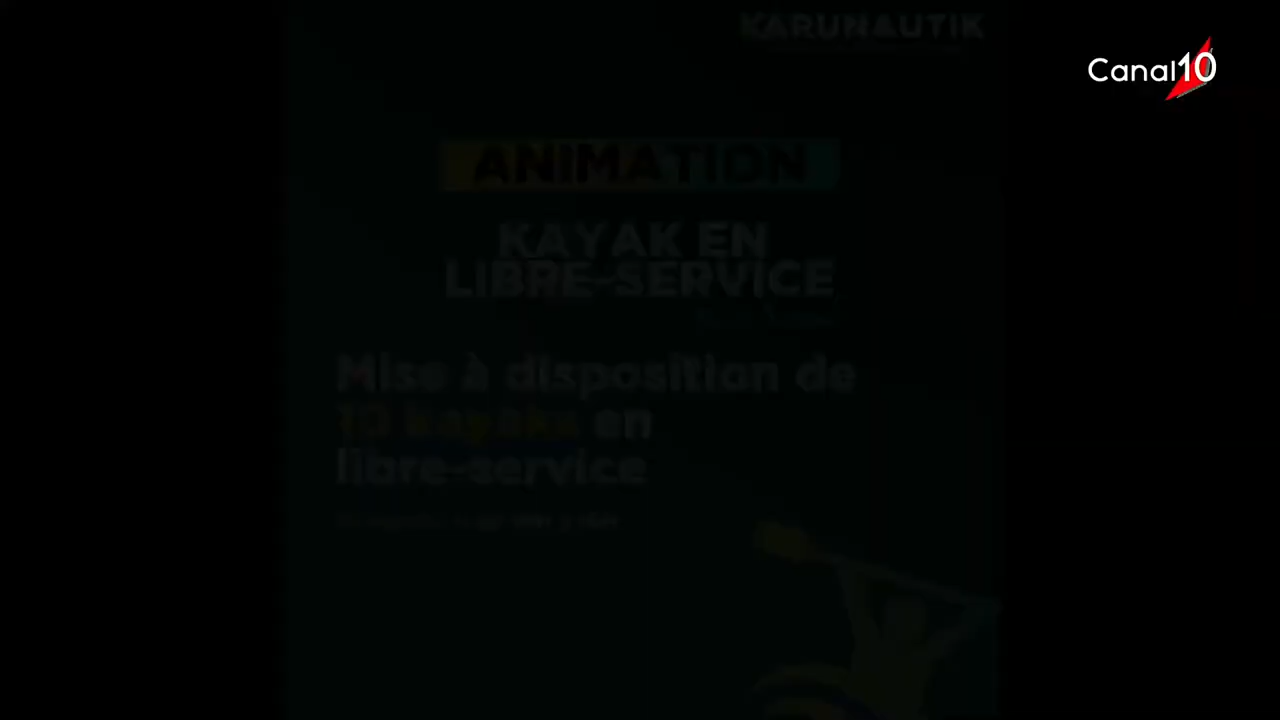 KARUNAUTIK
Canal10
ANIMATION
KAYAK EN
LIBRE-SERVICE
Mise à disposition de
10 kayaks en
libre-service